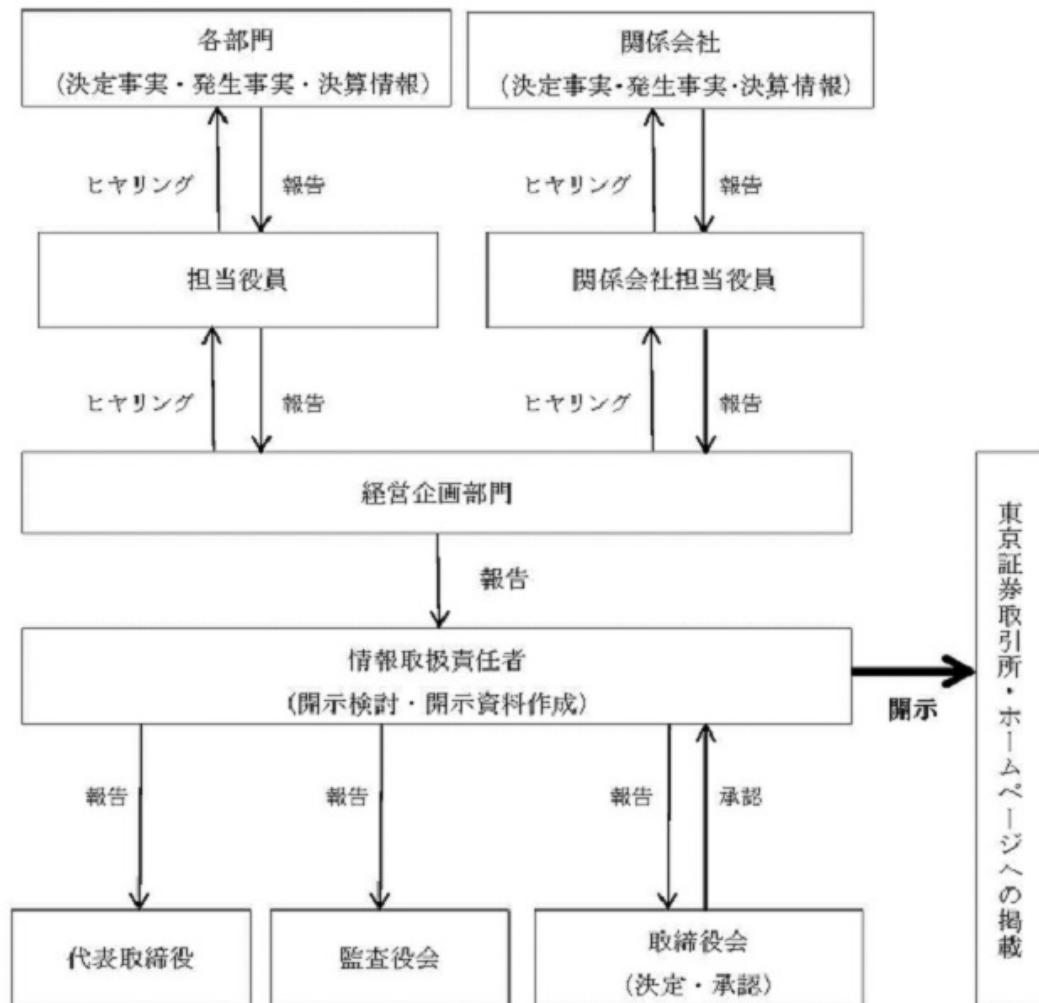 各部門
(決定事実・発生事実・決算情報)
関係会社
(決定事実・発生事実・決算情報)
ヒヤリング
報告
ヒヤリング
報告
担当役員
関係会社担当役員
ヒヤリング
報告
ヒヤリング
報告
経営企画部門
報告
情報取扱責任者
(開示検討・開示資料作成)
開示
東京証券取引所・ホームページへの掲載
報告
報告
報告
承認
代表取締役
監査役会
取締役会
(決定・承認)